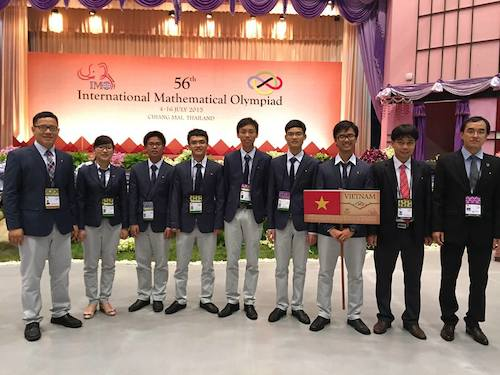 IMO
56th
International Mathematical Olympiad
4-16 JULY 2015
CHIANG MAI, THAILAND
VIETNAM